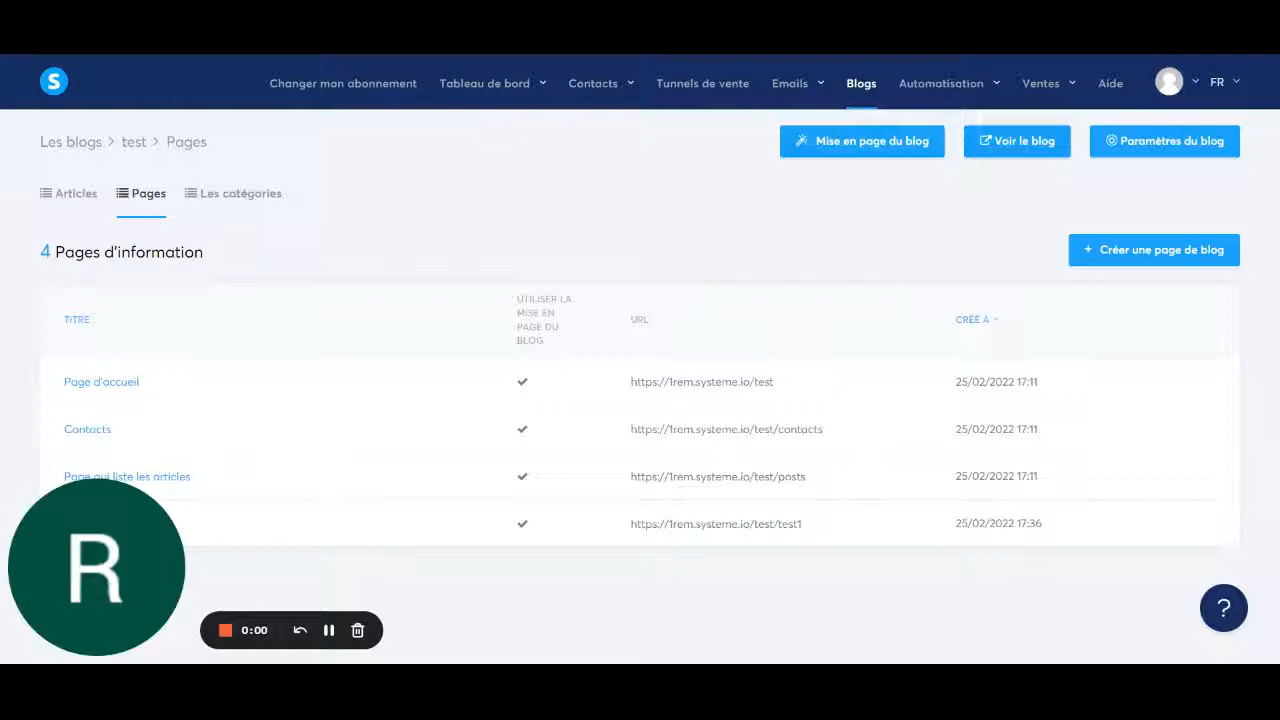 S
Changer mon abonnement Tableau de bord Contacts Tunnels de vente Emails Blogs Automatisation Ventes Aide FR
Les blogs > test > Pages
Mise en page du blog
Voir le blog
Paramètres du blog
Articles Pages Les catégories
4 Pages d'information
+ Créer une page de blog
TITRE
UTILISER LA
MISE EN
PAGE DU
BLOG
URL
CRÉÉ À
Page d'accueil https://1rem.systeme.io/test 25/02/2022 17:11
Contacts https://1rem.systeme.io/test/contacts 25/02/2022 17:11
Page qui liste les articles https://1rem.systeme.io/test/posts 25/02/2022 17:11
https://1rem.systeme.io/test/test1 25/02/2022 17:36
R
0:00
?